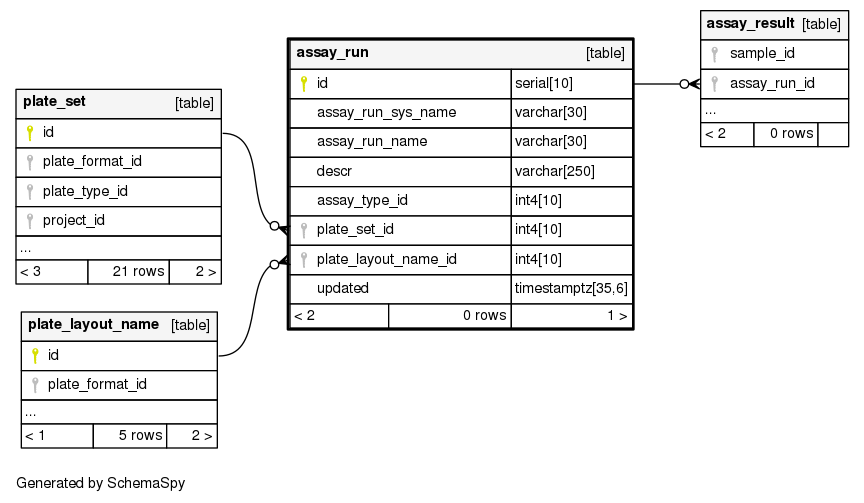 plate_set [table]
id
plate_format_id
plate_type_id
project_id
...
< 3 21 rows 2 >
plate_layout_name [table]
id
plate_format_id
...
< 1 5 rows 2 >
assay_run [table]
id serial[10]
assay_run_sys_name varchar[30]
assay_run_name varchar[30]
descr varchar[250]
assay_type_id int4[10]
plate_set_id int4[10]
plate_layout_name_id int4[10]
updated timestamptz[35,6]
< 2 0 rows 1 >
assay_result [table]
sample_id
assay_run_id
...
< 2 0 rows
Generated by SchemaSpy